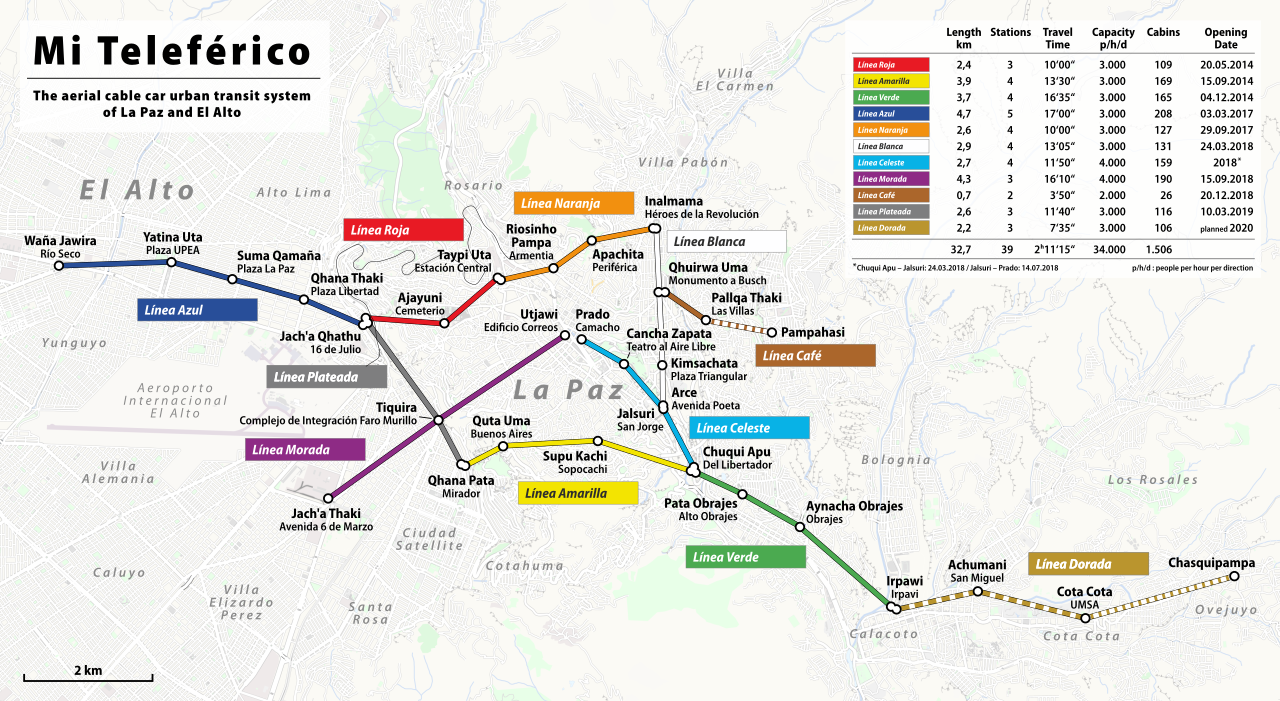 Mi Teleférico
The aerial cable car urban transit system
of La Paz and El Alto
Length km Stations Travel Time Capacity p/h/d Cabins Opening Date
Línea Roja 2,4 3 10′00“ 3.000 109 20.05.2014
Línea Amarilla 3,9 4 13′30“ 3.000 169 15.09.2014
Línea Verde 3,7 4 16′35“ 3.000 165 04.12.2014
Línea Azul 4,7 5 17′00“ 3.000 208 03.03.2017
Línea Naranja 2,6 4 10′00“ 3.000 127 29.09.2017
Línea Blanca 2,9 4 13′05“ 3.000 131 24.03.2018
Línea Celeste 2,7 4 11′50“ 4.000 159 2018*
Línea Morada 4,3 3 16′10“ 4.000 190 15.09.2018
Línea Café 0,7 2 3′50“ 2.000 26 20.12.2018
Línea Plateada 2,6 3 11′40“ 3.000 116 10.03.2019
Línea Dorada 2,2 3 7′35“ 3.000 106 planned 2020
32,7 39 2h11′15“ 34.000 1.506
*Chuqui Apu – Jalsuri: 24.03.2018 / Jalsuri – Prado: 14.07.2018
p/h/d : people per hour per direction
Villa
El Carmen
Villa Pabón
El Alto
Alto Lima
Rosario
Línea Naranja
Inalmama
Héroes de la Revolución
Línea Roja
Riosinho
Pampa
Armentia
Línea Blanca
Waña Jawira
Río Seco
Yatina Uta
Plaza UPEA
Suma Qamaña
Plaza La Paz
Taypi Uta
Estación Central
Apachita
Periférica
Qhana Thaki
Plaza Libertad
Qhuirwa Uma
Monumento a Busch
Ajayuni
Cementerio
Pallqa Thaki
Las Villas
Línea Azul
Utjawi
Edificio Correos
Prado
Camacho
Pampahasi
Jach'a Qhathu
16 de Julio
Cancha Zapata
Teatro al Aire Libre
Yunguyo
Línea Café
Kimsachata
Plaza Triangular
Línea Plateada
Aeroporto
Internacional
El Alto
La Paz
Arce
Avenida Poeta
Tiquira
Complejo de Integración Faro Murillo
Jalsuri
San Jorge
Línea Celeste
Quta Uma
Buenos Aires
Línea Morada
Supu Kachi
Sopocachi
Chuqui Apu
Del Libertador
Bolognia
Villa
Alemania
Qhana Pata
Mirador
Los Rosales
Línea Amarilla
Jach'a Thaki
Avenida 6 de Marzo
Pata Obrajes
Alto Obrajes
Aynacha Obrajes
Obrajes
Ciudad
Satellite
Línea Verde
Cotahuma
Caluyo
Línea Dorada
Chasquipampa
Achumani
San Miguel
Irpawi
Irpavi
Cota Cota
UMSA
Villa
Elizardo
Perez
Santa
Rosa
Ovejuyo
Calacoto
Cota Cota
2 km